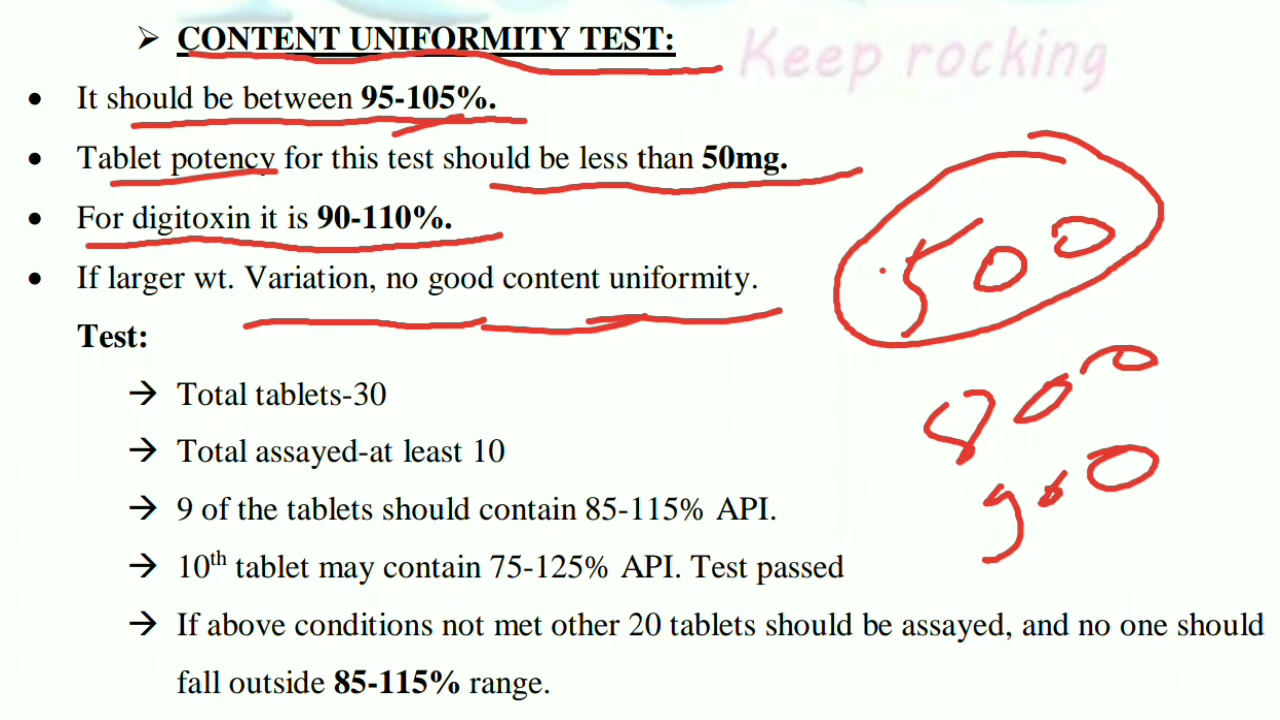 ➢ CONTENT UNIFORMITY TEST:
Keep rocking
• It should be between 95-105%.
• Tablet potency for this test should be less than 50mg.
• For digitoxin it is 90-110%.
• If larger wt. Variation, no good content uniformity.
500
Test:
→ Total tablets-30
→ Total assayed-at least 10
→ 9 of the tablets should contain 85-115% API.
→ 10th tablet may contain 75-125% API. Test passed
→ If above conditions not met other 20 tablets should be assayed, and no one should
fall outside 85-115% range.